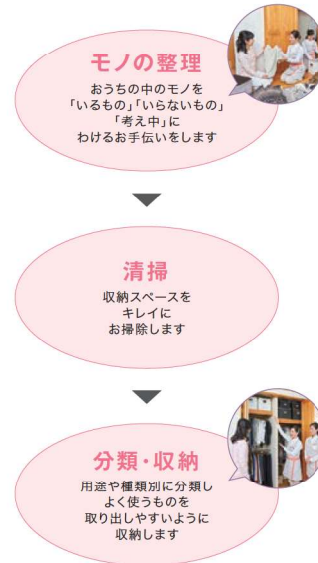 モノの整理
おうちの中のモノを
「いるもの」「いらないもの」
「考え中」に
わけるお手伝いをします
清掃
収納スペースを
キレイに
お掃除します
分類・収納
用途や種類別に分類し
よく使うものを
取り出しやすいように
収納します